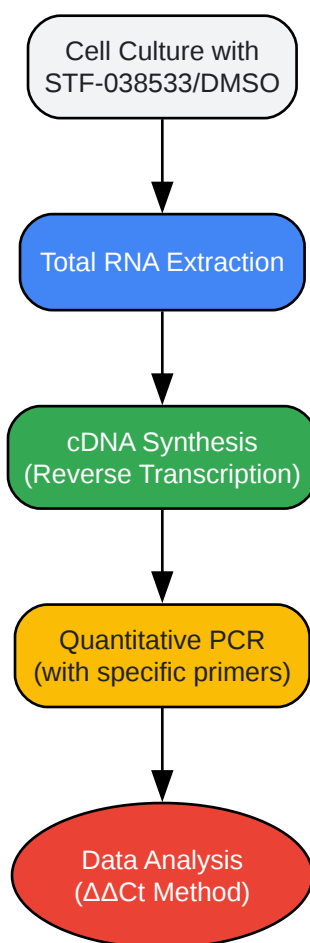 Cell Culture with
STF-038533/DMSO
Total RNA Extraction
cDNA Synthesis
(Reverse Transcription)
Quantitative PCR
(with specific primers)
Data Analysis
(ΔΔCt Method)